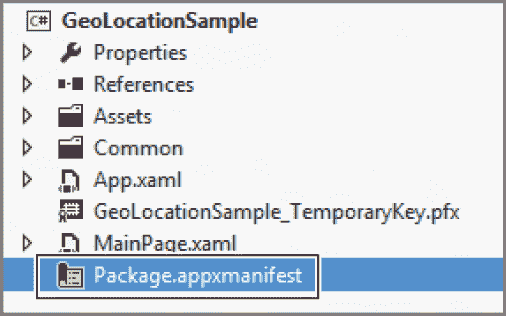 C# GeoLocationSample
Properties
References
Assets
Common
App.xaml
GeoLocationSample_TemporaryKey.pfx
MainPage.xaml
Package.appxmanifest